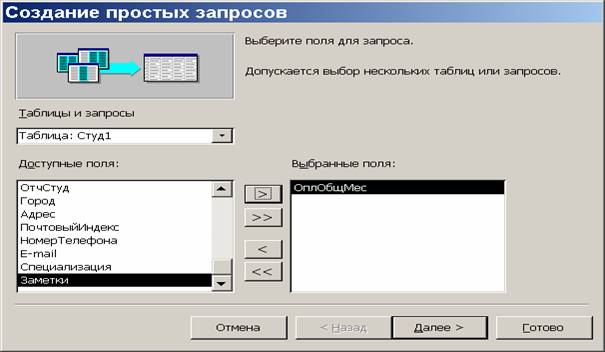 Создание простых запросов
Выберите поля для запроса.
Допускается выбор нескольких таблиц или запросов.
Таблицы и запросы
Таблица: Студ1
Доступные поля:
Выбранные поля:
ОтчСтуд
Город
Адрес
ПочтовыйИндекс
НомерТелефона
E-mail
Специализация
Заметки
>
>>
<
<<
ОплОбщМес
Отмена
< Назад
Далее >
Готово